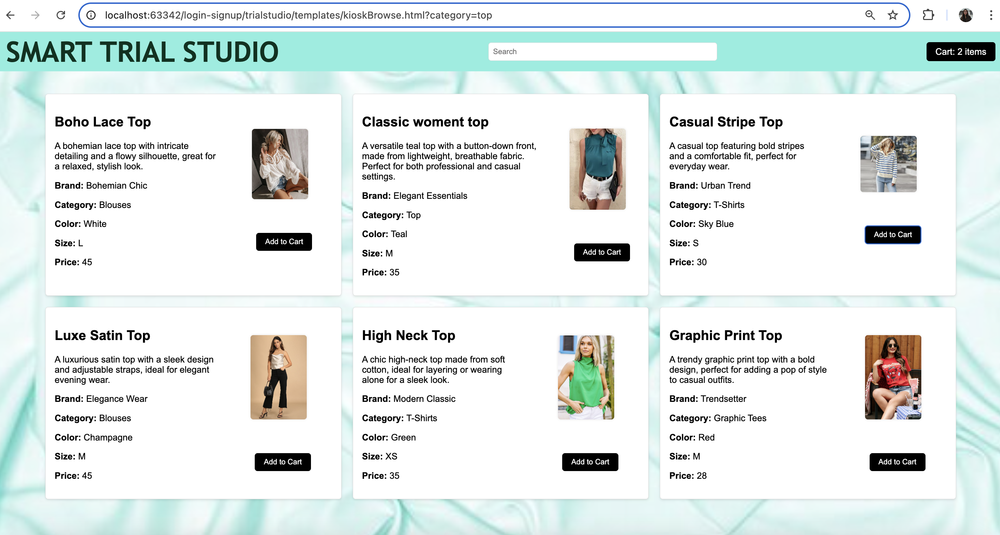 localhost:63342/login-signup/trialstudio/templates/kioskBrowse.html?category=top
SMART TRIAL STUDIO
Search
Cart: 2 items
Boho Lace Top
A bohemian lace top with intricate
detailing and a flowy silhouette, great for
a relaxed, stylish look.
Brand: Bohemian Chic
Category: Blouses
Color: White
Size: L
Price: 45
Add to Cart
Classic woment top
A versatile teal top with a button-down front,
made from lightweight, breathable fabric.
Perfect for both professional and casual
settings.
Brand: Elegant Essentials
Category: Top
Color: Teal
Size: M
Price: 35
Add to Cart
Casual Stripe Top
A casual top featuring bold stripes
and a comfortable fit, perfect for
everyday wear.
Brand: Urban Trend
Category: T-Shirts
Color: Sky Blue
Size: S
Price: 30
Add to Cart
Luxe Satin Top
A luxurious satin top with a sleek design
and adjustable straps, ideal for elegant
evening wear.
Brand: Elegance Wear
Category: Blouses
Color: Champagne
Size: M
Price: 45
Add to Cart
High Neck Top
A chic high-neck top made from soft
cotton, ideal for layering or wearing
alone for a sleek look.
Brand: Modern Classic
Category: T-Shirts
Color: Green
Size: XS
Price: 35
Add to Cart
Graphic Print Top
A trendy graphic print top with a bold
design, perfect for adding a pop of style
to casual outfits.
Brand: Trendsetter
Category: Graphic Tees
Color: Red
Size: M
Price: 28
Add to Cart